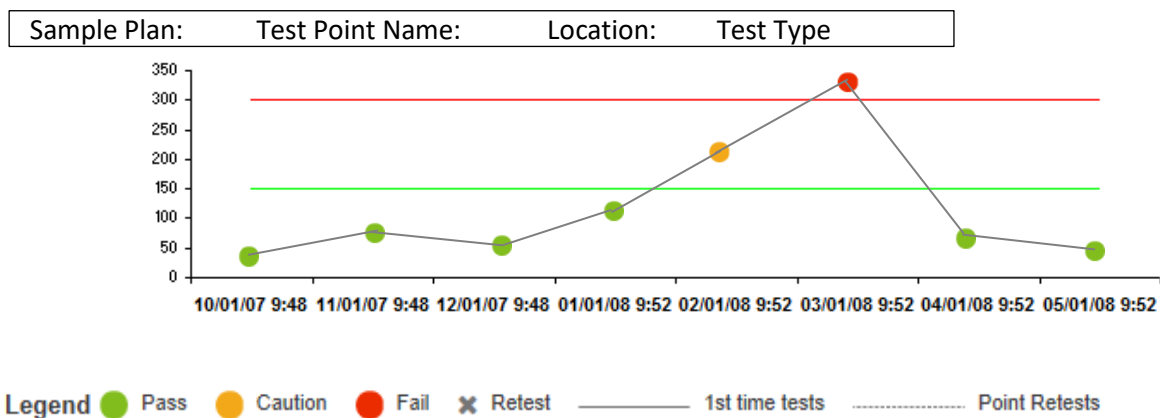 Sample Plan: Test Point Name: Location: Test Type
350
300
250
200
150
100
50
0
10/01/07 9:48 11/01/07 9:48 12/01/07 9:48 01/01/08 9:52 02/01/08 9:52 03/01/08 9:52 04/01/08 9:52 05/01/08 9:52
Legend Pass Caution Fail Retest 1st time tests Point Retests